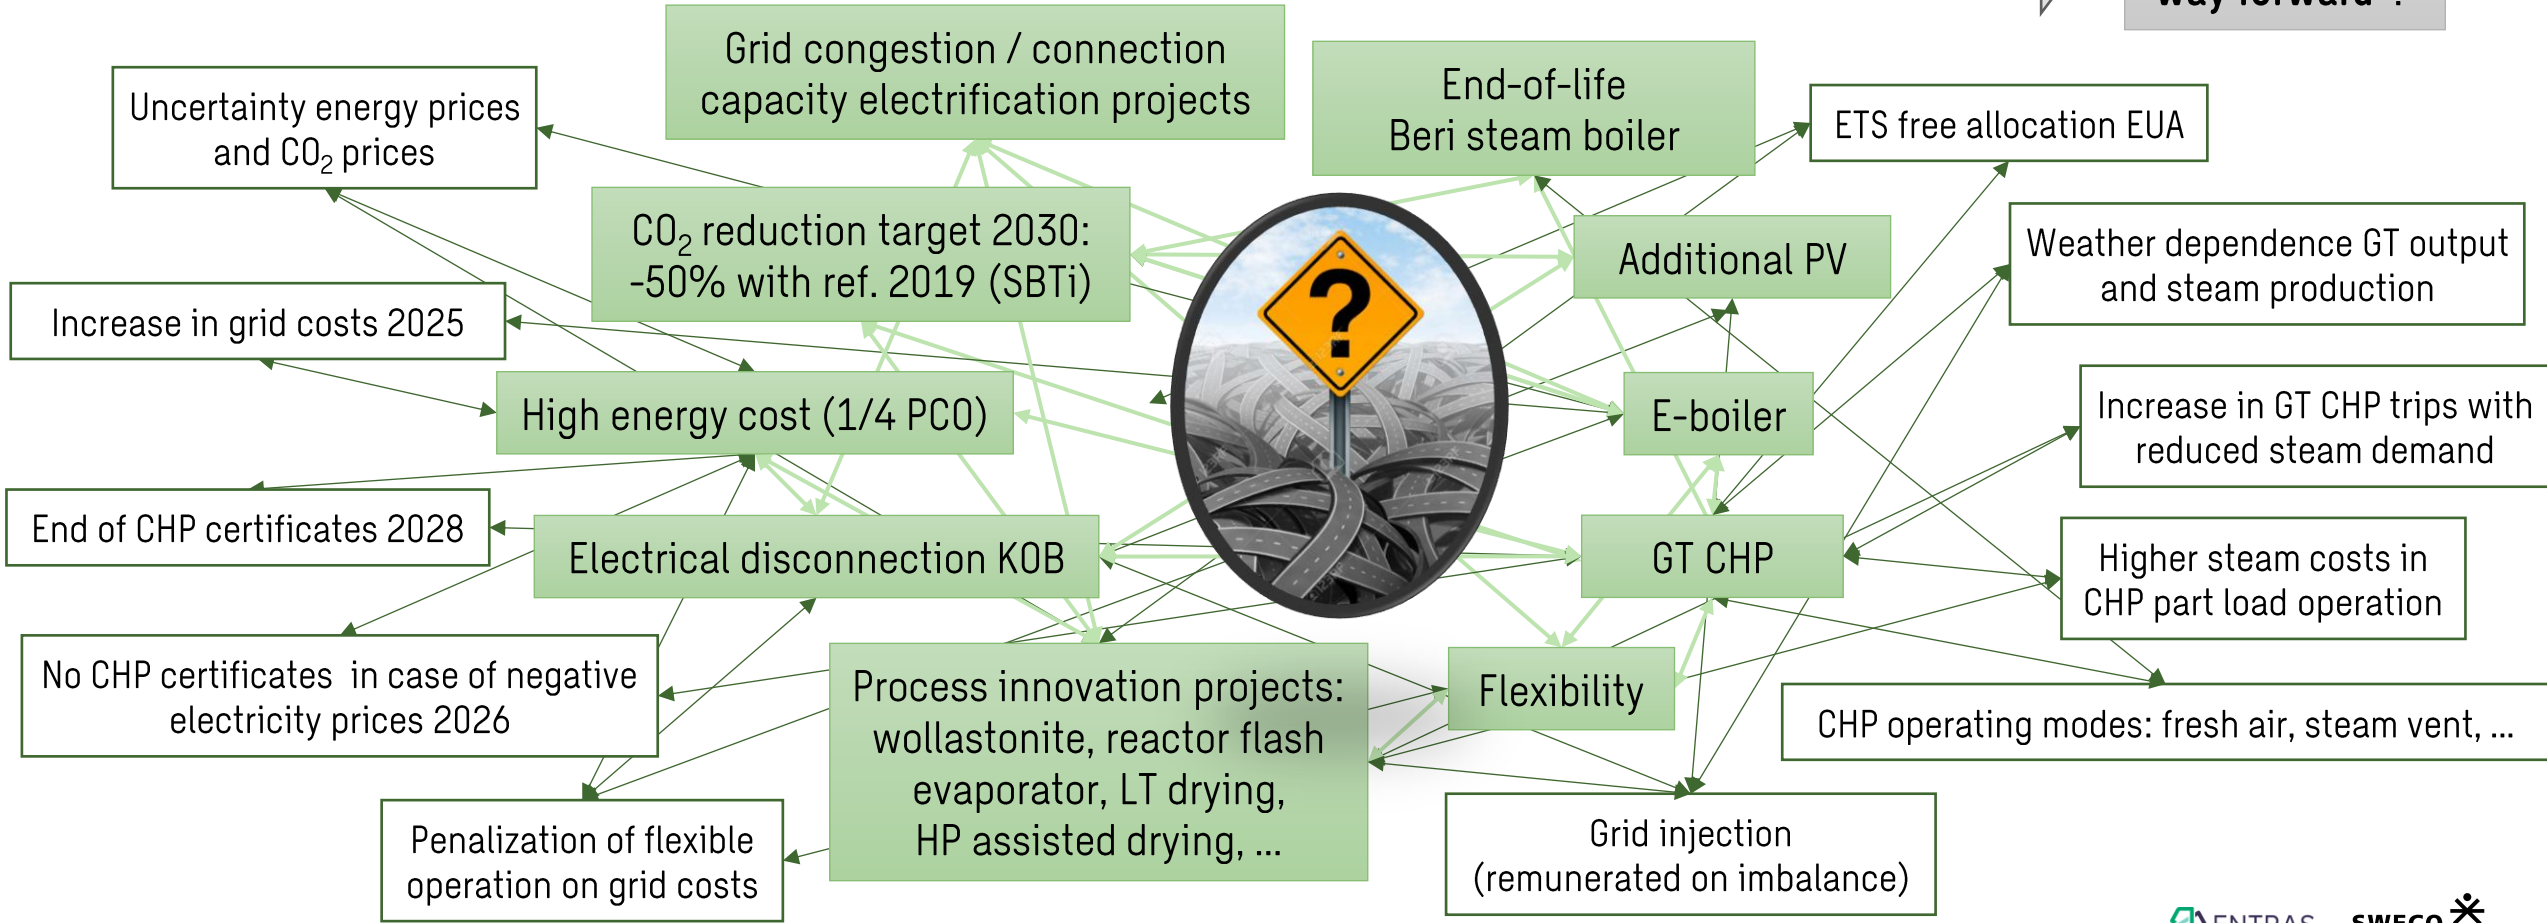 way forward ?
Grid congestion / connection
capacity electrification projects
End-of-life
Beri steam boiler
Uncertainty energy prices
and CO2 prices
ETS free allocation EUA
CO2 reduction target 2030:
-50% with ref. 2019 (SBTi)
Additional PV
Weather dependence GT output
and steam production
Increase in grid costs 2025
?
High energy cost (1/4 PCO)
E-boiler
Increase in GT CHP trips with
reduced steam demand
End of CHP certificates 2028
Electrical disconnection KOB
GT CHP
Higher steam costs in
CHP part load operation
No CHP certificates in case of negative
electricity prices 2026
Process innovation projects:
wollastonite, reactor flash
evaporator, LT drying,
HP assisted drying, ...
Flexibility
CHP operating modes: fresh air, steam vent, ...
Penalization of flexible
operation on grid costs
Grid injection
(remunerated on imbalance)
ENTRAS
SWECO